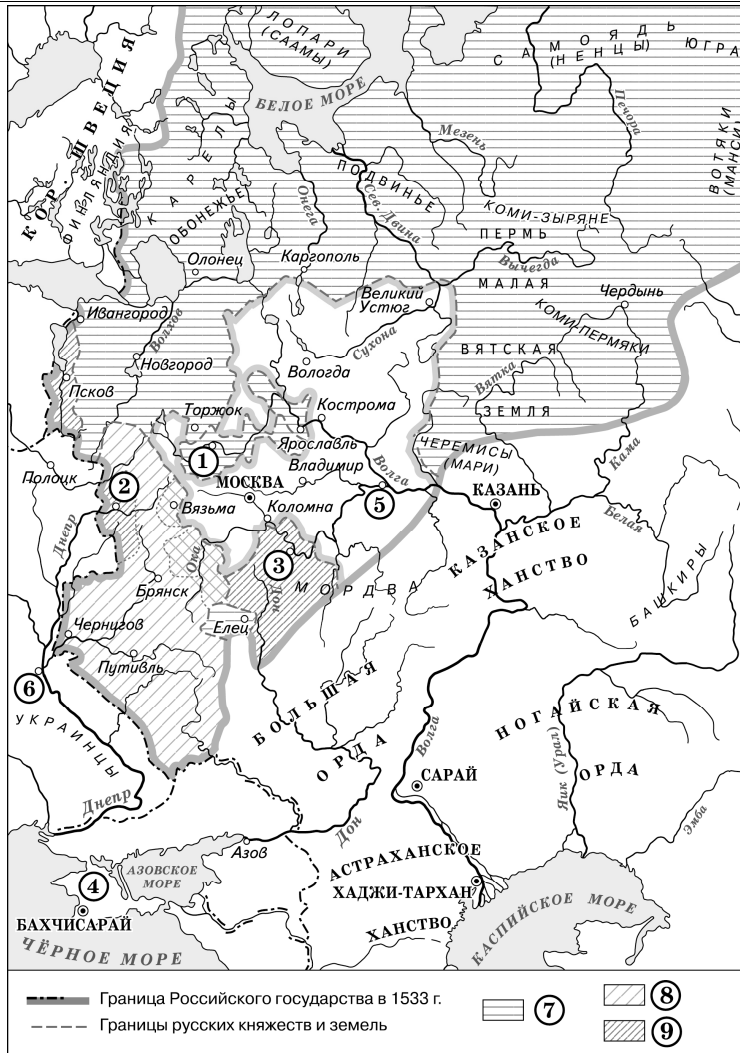 ЛОПАРИ
(СААМЫ)
САМОЯДЬ
(НЕНЦЫ)
ЮГРА
КОР. ШВЕЦИЯ
ФИНЛЯНДИЯ
БЕЛОЕ МОРЕ
Печора
Мезень
ВОТЯКИ
(МАНСИ)
КАРЕЛЫ
ПОДВИНЬЕ
Сев. Двина
Онега
ОБОНЕЖЬЕ
КОМИ-ЗЫРЯНЕ
ПЕРМЬ
Вычегда
Олонец
Каргополь
МАЛАЯ
Великий
Устюг
Чердынь
КОМИ-ПЕРМЯКИ
Ивангород
Волхов
Сухона
Новгород
Вологда
ВЯТСКАЯ
Вятка
Псков
Торжок
Кострома
ЗЕМЛЯ
1
Ярославль
ЧЕРЕМИСЫ
(МАРИ)
Кама
Полоцк
2
Владимир
Волга
МОСКВА
5
КАЗАНЬ
Вязьма
Коломна
Белая
Днепр
Ока
3
КАЗАНСКОЕ
ХАНСТВО
МОРДВА
Дон
БАШКИРЫ
Брянск
Чернигов
Елец
Путивль
6
УКРАИНЦЫ
БОЛЬШАЯ
ОРДА
Волга
НОГАЙСКАЯ
ОРДА
Яик (Урал)
САРАЙ
Эмба
Днепр
Дон
Азов
АЗОВСКОЕ
МОРЕ
4
АСТРАХАНСКОЕ
ХАДЖИ-ТАРХАН
ХАНСТВО
КАСПИЙСКОЕ МОРЕ
БАХЧИСАРАЙ
ЧЁРНОЕ МОРЕ
Граница Российского государства в 1533 г.
Границы русских княжеств и земель
7
8
9